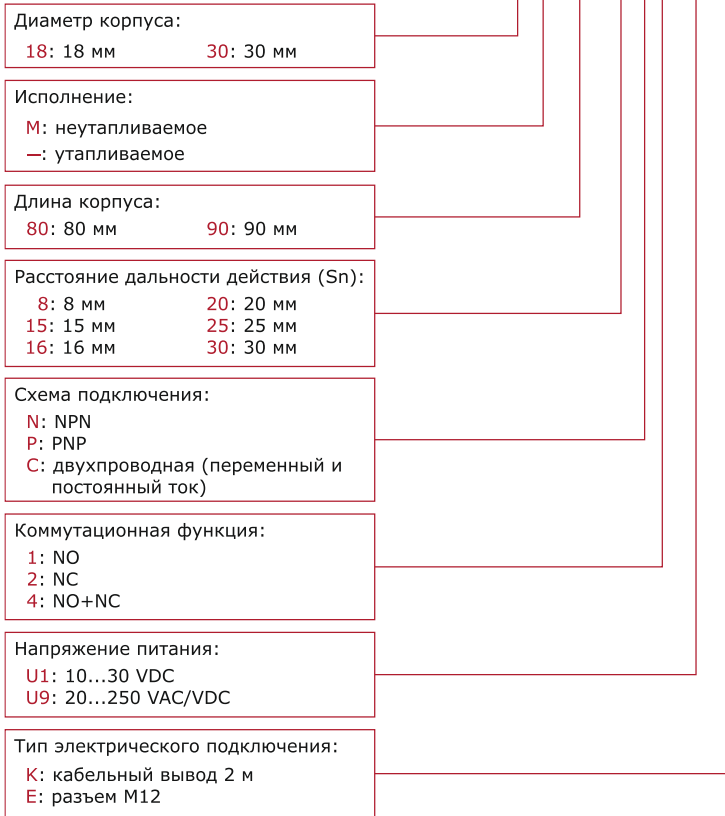 Диаметр корпуса:
18: 18 мм 30: 30 мм
Исполнение:
M: неутапливаемое
—: утапливаемое
Длина корпуса:
80: 80 мм 90: 90 мм
Расстояние дальности действия (Sn):
8: 8 мм 20: 20 мм
15: 15 мм 25: 25 мм
16: 16 мм 30: 30 мм
Схема подключения:
N: NPN
P: PNP
C: двухпроводная (переменный и
постоянный ток)
Коммутационная функция:
1: NO
2: NC
4: NO+NC
Напряжение питания:
U1: 10...30 VDC
U9: 20...250 VAC/VDC
Тип электрического подключения:
K: кабельный вывод 2 м
E: разъем M12